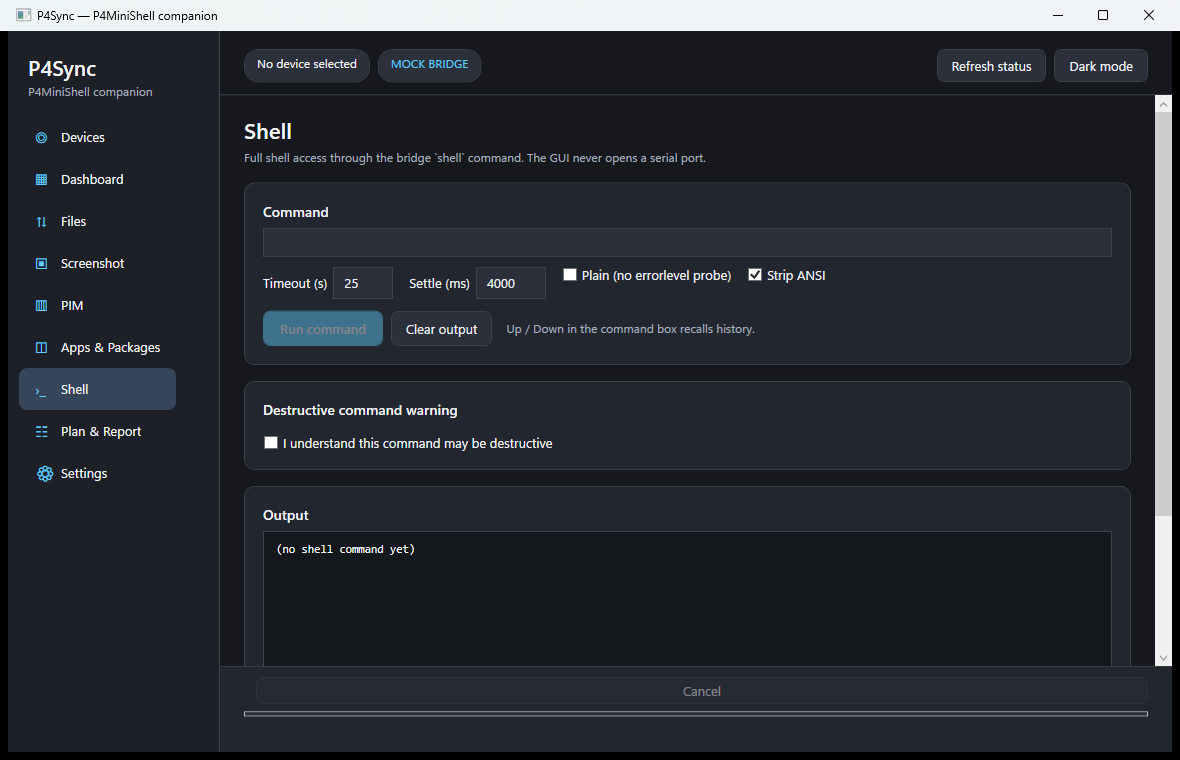 P4Sync — P4MiniShell companion
P4Sync
P4MiniShell companion
Devices
Dashboard
Files
Screenshot
PIM
Apps & Packages
Shell
Plan & Report
Settings
No device selected
MOCK BRIDGE
Refresh status
Dark mode
Shell
Full shell access through the bridge `shell` command. The GUI never opens a serial port.
Command
Timeout (s) 25 Settle (ms) 4000 Plain (no errorlevel probe) Strip ANSI
Run command Clear output Up / Down in the command box recalls history.
Destructive command warning
I understand this command may be destructive
Output
(no shell command yet)
Cancel